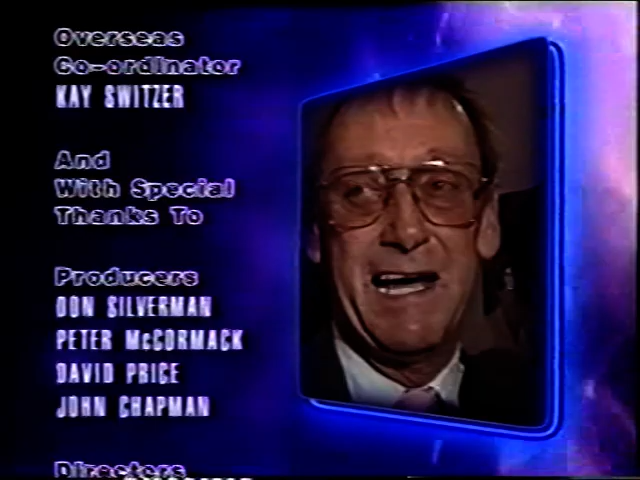 Overseas
Co-ordinator
KAY SWITZER
And
With Special
Thanks To
Producers
DON SILVERMAN
PETER McCORMACK
DAVID PRICE
JOHN CHAPMAN
Directors